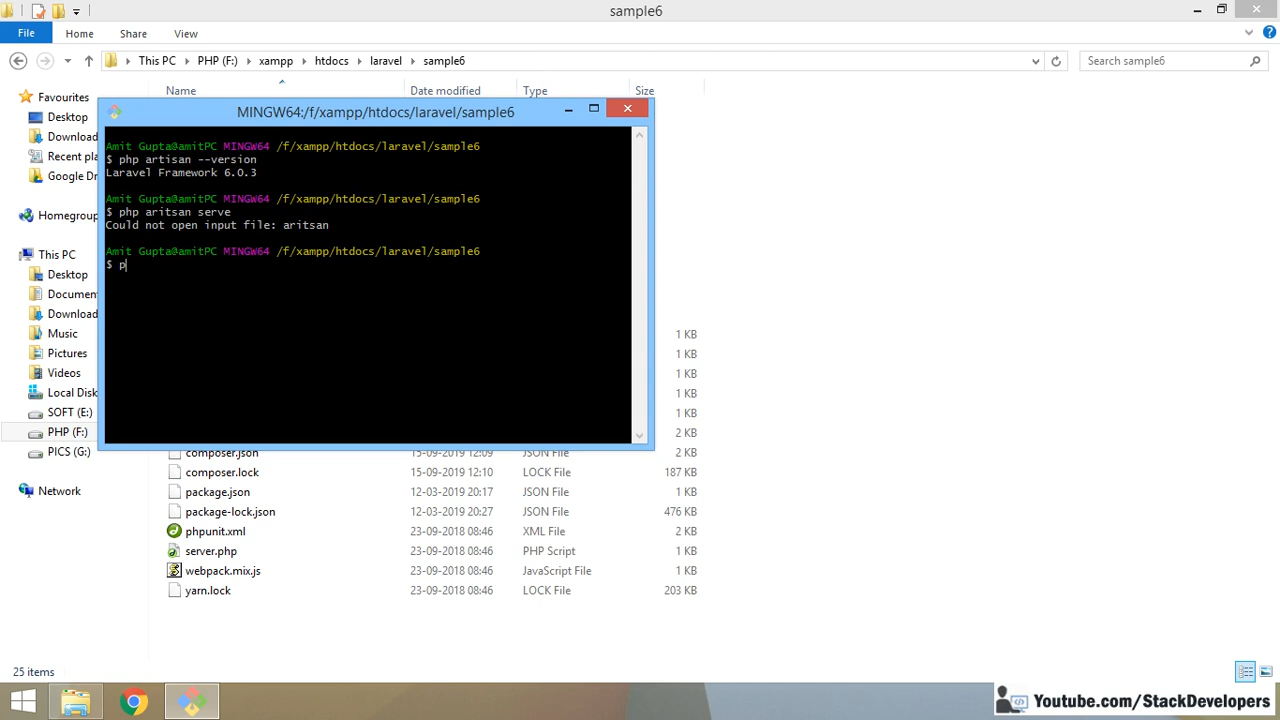 sample6
File
Home
Share
View
This PC
PHP (F:)
xampp
htdocs
laravel
sample6
Search sample6
Name
Date modified
Type
Size
Favourites
Desktop
Download
Recent pla
Google Dr
Homegroup
This PC
Desktop
Documen
Download
Music
Pictures
Videos
Local Disk
SOFT (E:)
PHP (F:)
PICS (G:)
Network
MINGW64:/f/xampp/htdocs/laravel/sample6
Amit Gupta@amitPC MINGW64 /f/xampp/htdocs/laravel/sample6
$ php artisan --version
Laravel Framework 6.0.3
Amit Gupta@amitPC MINGW64 /f/xampp/htdocs/laravel/sample6
$ php aritsan serve
Could not open input file: aritsan
Amit Gupta@amitPC MINGW64 /f/xampp/htdocs/laravel/sample6
$ p
1 KB
1 KB
1 KB
1 KB
1 KB
2 KB
composer.json 15-09-2019 12:09 JSON File 2 KB
composer.lock 15-09-2019 12:10 LOCK File 187 KB
package.json 12-03-2019 20:17 JSON File 1 KB
package-lock.json 12-03-2019 20:27 JSON File 476 KB
phpunit.xml 23-09-2018 08:46 XML File 2 KB
server.php 23-09-2018 08:46 PHP Script 1 KB
webpack.mix.js 23-09-2018 08:46 JavaScript File 1 KB
yarn.lock 23-09-2018 08:46 LOCK File 203 KB
25 items
Youtube.com/StackDevelopers